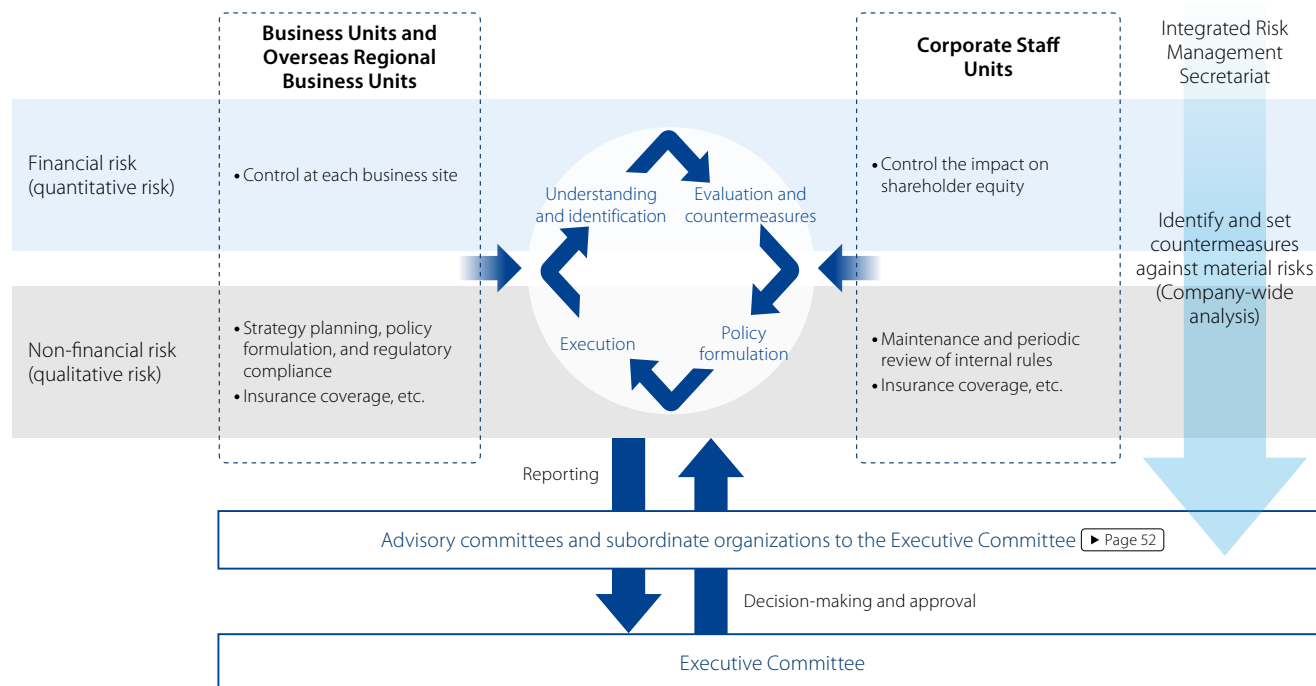 Business Units and
Overseas Regional
Business Units
Corporate Staff
Units
Integrated Risk
Management
Secretariat
Financial risk
(quantitative risk)
• Control at each business site
Understanding
and identification
Evaluation and
countermeasures
• Control the impact on
shareholder equity
Identify and set
countermeasures
against material risks
(Company-wide
analysis)
Non-financial risk
(qualitative risk)
• Strategy planning, policy
formulation, and regulatory
compliance
• Insurance coverage, etc.
Execution
Policy
formulation
• Maintenance and periodic
review of internal rules
• Insurance coverage, etc.
Reporting
Advisory committees and subordinate organizations to the Executive Committee ▶ Page 52
Decision-making and approval
Executive Committee